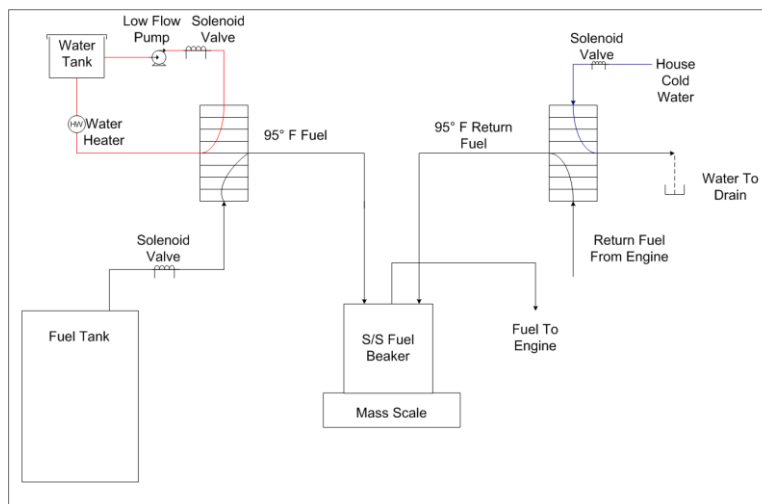 Low Flow
Pump
Solenoid
Valve
Water
Tank
HW
Water
Heater
95° F Fuel
Solenoid
Valve
House
Cold
Water
95° F Return
Fuel
Water To
Drain
Solenoid
Valve
Return Fuel
From Engine
Fuel Tank
S/S Fuel
Beaker
Fuel To
Engine
Mass Scale